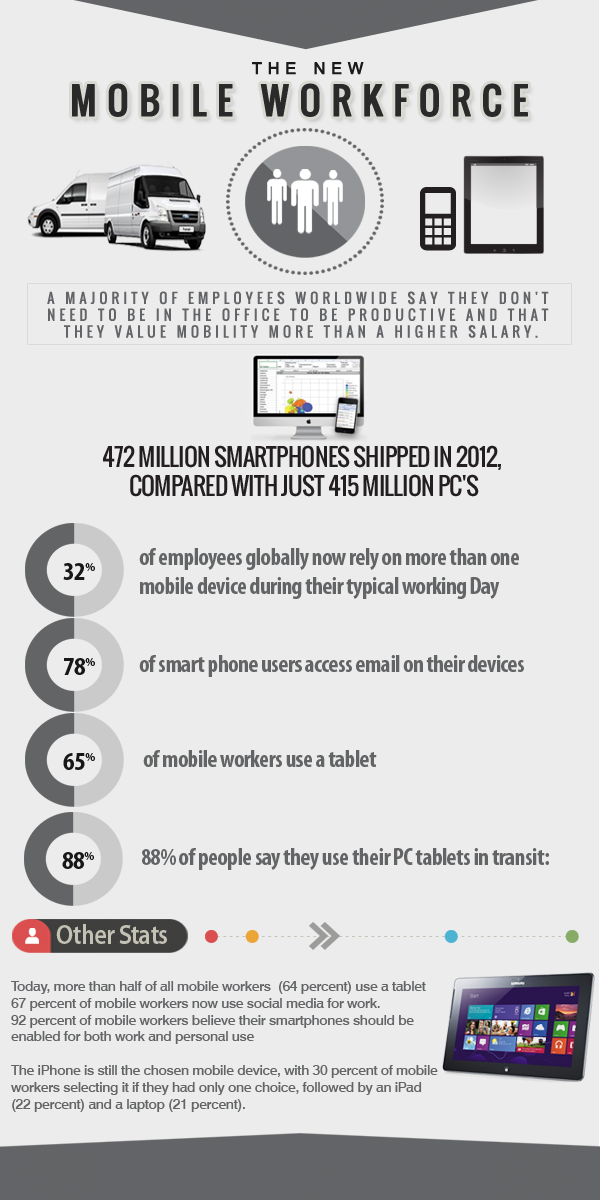 THE NEW
MOBILE WORKFORCE
A MAJORITY OF EMPLOYEES WORLDWIDE SAY THEY DON'T
NEED TO BE IN THE OFFICE TO BE PRODUCTIVE AND THAT
THEY VALUE MOBILITY MORE THAN A HIGHER SALARY.
472 MILLION SMARTPHONES SHIPPED IN 2012,
COMPARED WITH JUST 415 MILLION PC'S
32%
of employees globally now rely on more than one
mobile device during their typical working Day
78%
of smart phone users access email on their devices
65%
of mobile workers use a tablet
88%
88% of people say they use their PC tablets in transit:
Other Stats
Today, more than half of all mobile workers (64 percent) use a tablet
67 percent of mobile workers now use social media for work.
92 percent of mobile workers believe their smartphones should be
enabled for both work and personal use
The iPhone is still the chosen mobile device, with 30 percent of mobile
workers selecting it if they had only one choice, followed by an iPad
(22 percent) and a laptop (21 percent).
SAMSUNG
Start